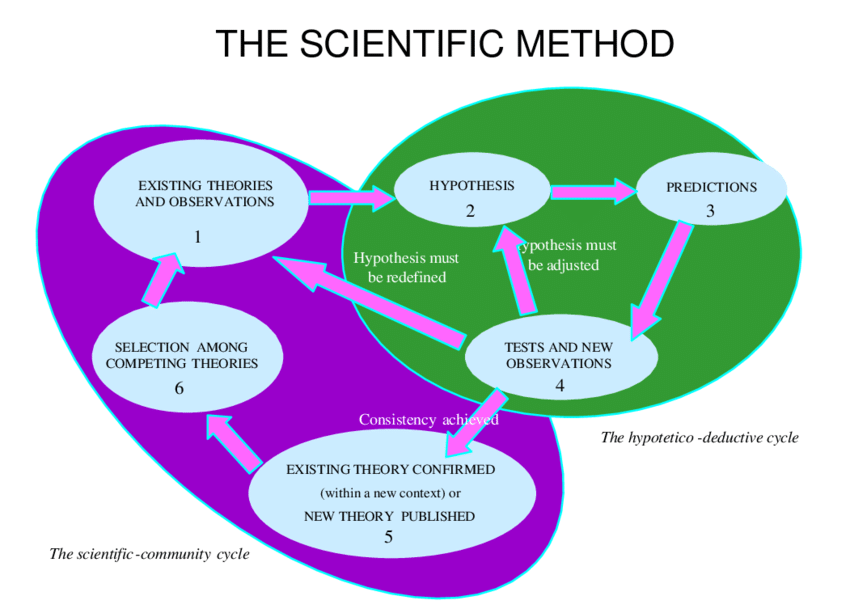 THE SCIENTIFIC METHOD
EXISTING THEORIES
AND OBSERVATIONS
1
HYPOTHESIS
2
PREDICTIONS
3
Hypothesis must
be redefined
ypothesis must
be adjusted
TESTS AND NEW
OBSERVATIONS
4
SELECTION AMONG
COMPETING THEORIES
6
Consistency achieved
The hypotetico-deductive cycle
EXISTING THEORY CONFIRMED
(within a new context) or
NEW THEORY PUBLISHED
5
The scientific-community cycle